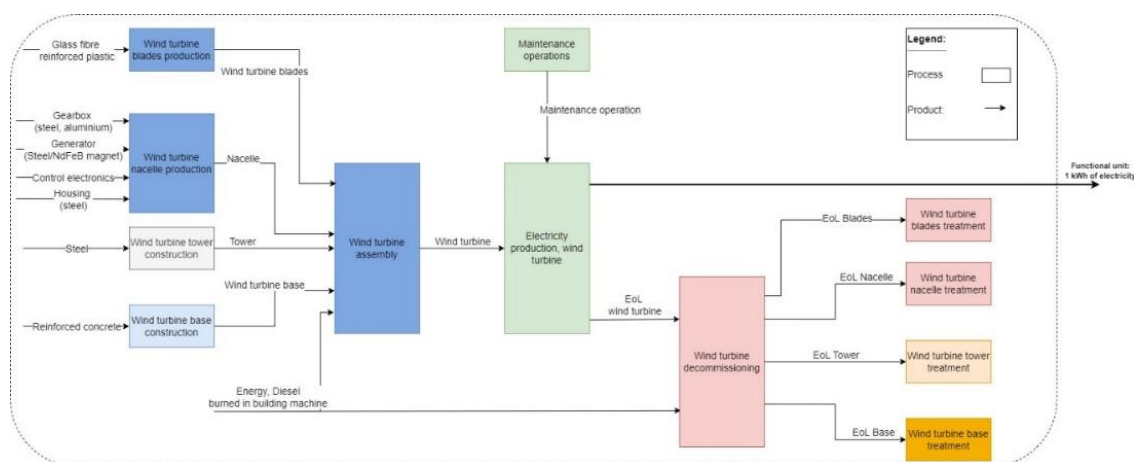 Glass fibre
reinforced plastic
Wind turbine
blades production
Wind turbine blades
Maintenance
operations
Maintenance operation
Legend:
Process
Product:
Gearbox
(steel, aluminium)
Generator
(Steel/NdFeB magnet)
Control electronics
Housing
(steel)
Wind turbine
nacelle production
Nacelle
Functional unit:
1 kWh of electricity
Steel
Wind turbine tower
construction
Tower
Wind turbine
assembly
Wind turbine
Electricity
production, wind
turbine
EoL Blades
Wind turbine
blades treatment
EoL Nacelle
Wind turbine
nacelle treatment
Wind turbine base
Reinforced concrete
Wind turbine base
construction
EoL
wind turbine
Wind turbine
decommissioning
EoL Tower
Wind turbine tower
treatment
Energy, Diesel
burned in building machine
EoL Base
Wind turbine base
treatment